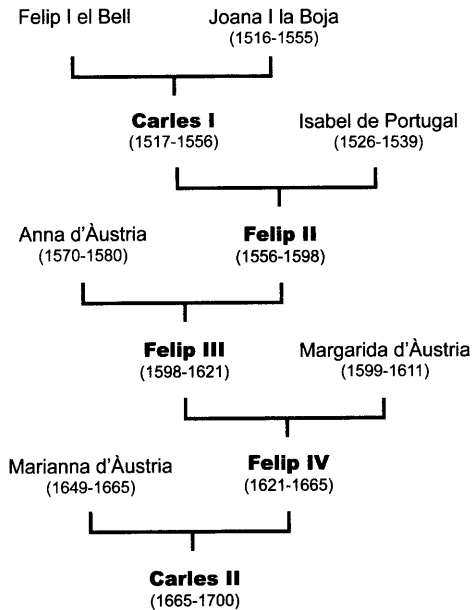 Felip I el Bell
Joana I la Boja
(1516-1555)
Carles I
(1517-1556)
Isabel de Portugal
(1526-1539)
Anna d'Àustria
(1570-1580)
Felip II
(1556-1598)
Felip III
(1598-1621)
Margarida d'Àustria
(1599-1611)
Marianna d'Àustria
(1649-1665)
Felip IV
(1621-1665)
Carles II
(1665-1700)